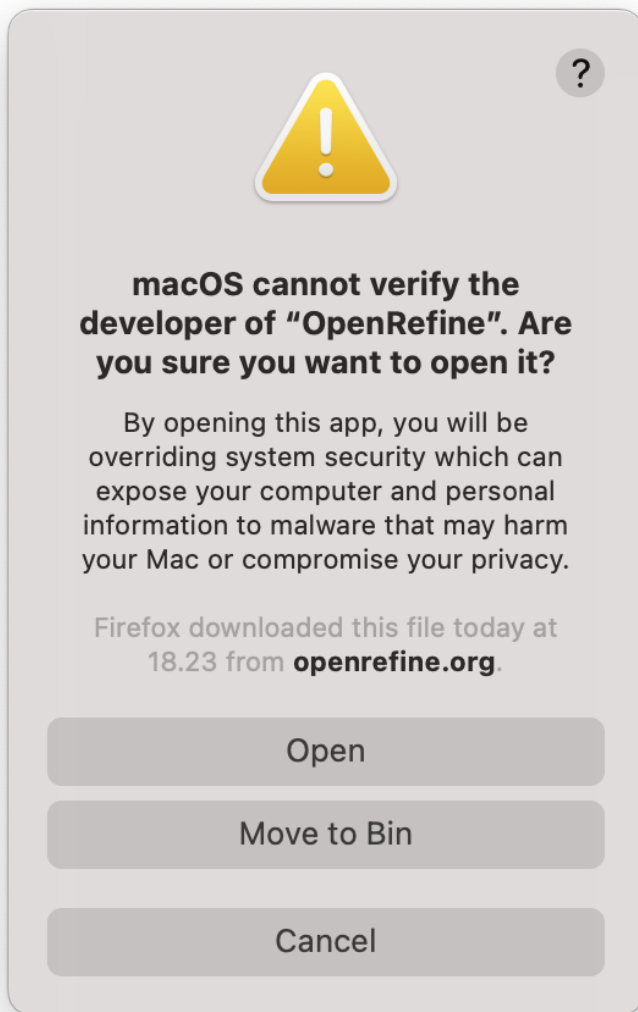 ?
macOS cannot verify the
developer of “OpenRefine”. Are
you sure you want to open it?
By opening this app, you will be
overriding system security which can
expose your computer and personal
information to malware that may harm
your Mac or compromise your privacy.
Firefox downloaded this file today at
18.23 from openrefine.org.
Open
Move to Bin
Cancel